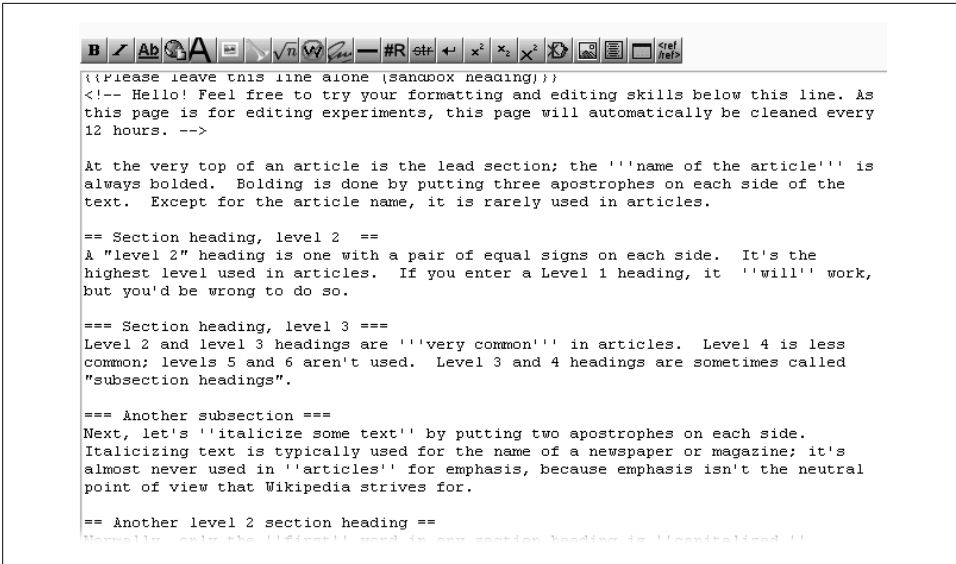 B I Ab A √n W #R str x² x₂ x² <ref /ref>
{{Please leave this line alone (sandbox heading)}}
<!-- Hello! Feel free to try your formatting and editing skills below this line. As
this page is for editing experiments, this page will automatically be cleaned every
12 hours. -->
At the very top of an article is the lead section; the '''name of the article''' is
always bolded.  Bolding is done by putting three apostrophes on each side of the
text.  Except for the article name, it is rarely used in articles.
== Section heading, level 2  ==
A "level 2" heading is one with a pair of equal signs on each side.  It's the
highest level used in articles.  If you enter a Level 1 heading, it  ''will'' work,
but you'd be wrong to do so.
=== Section heading, level 3 ===
Level 2 and level 3 headings are '''very common''' in articles.  Level 4 is less
common; levels 5 and 6 aren't used.  Level 3 and 4 headings are sometimes called
"subsection headings".
=== Another subsection ===
Next, let's ''italicize some text'' by putting two apostrophes on each side.
Italicizing text is typically used for the name of a newspaper or magazine; it's
almost never used in ''articles'' for emphasis, because emphasis isn't the neutral
point of view that Wikipedia strives for.
== Another level 2 section heading ==
Normally, only the ''first'' word in any section heading is ''capitalized.''